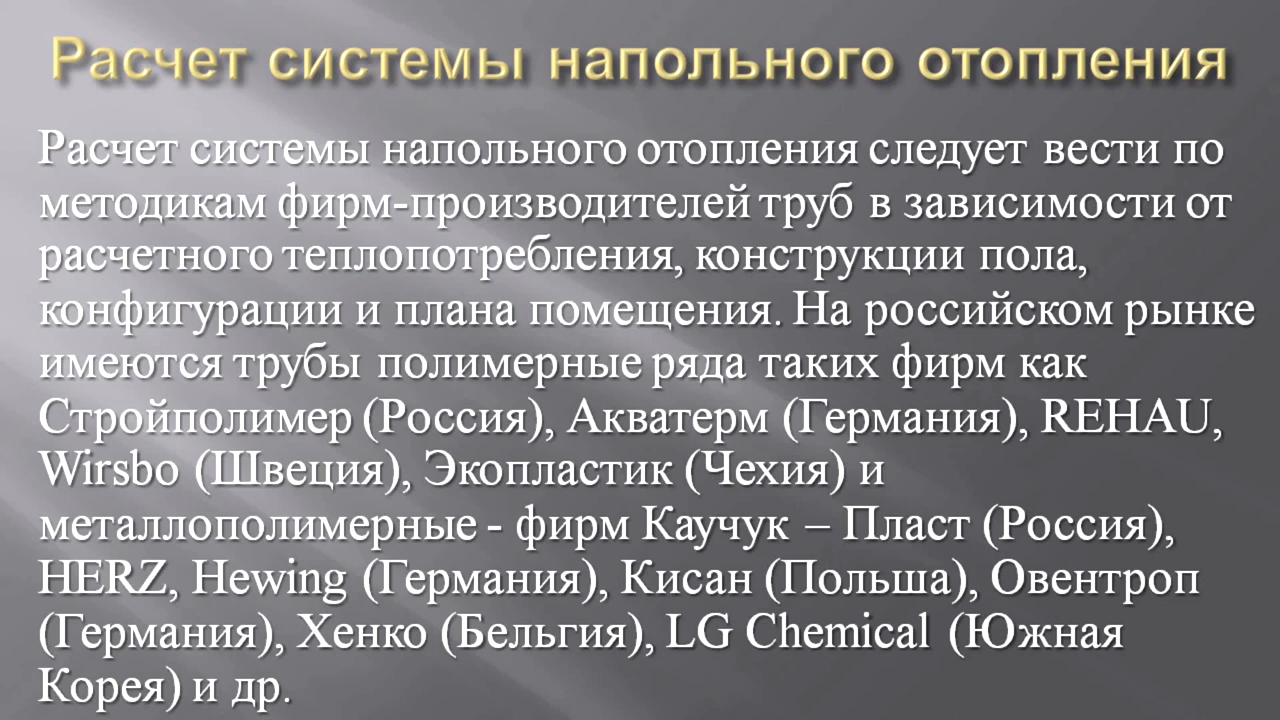 Расчет системы напольного отопления
Расчет системы напольного отопления следует вести по
методикам фирм-производителей труб в зависимости от
расчетного теплопотребления, конструкции пола,
конфигурации и плана помещения. На российском рынке
имеются трубы полимерные ряда таких фирм как
Стройполимер (Россия), Акватерм (Германия), REHAU,
Wirsbo (Швеция), Экопластик (Чехия) и
металлополимерные - фирм Каучук – Пласт (Россия),
HERZ, Hewing (Германия), Кисан (Польша), Овентроп
(Германия), Хенко (Бельгия), LG Chemical (Южная
Корея) и др.